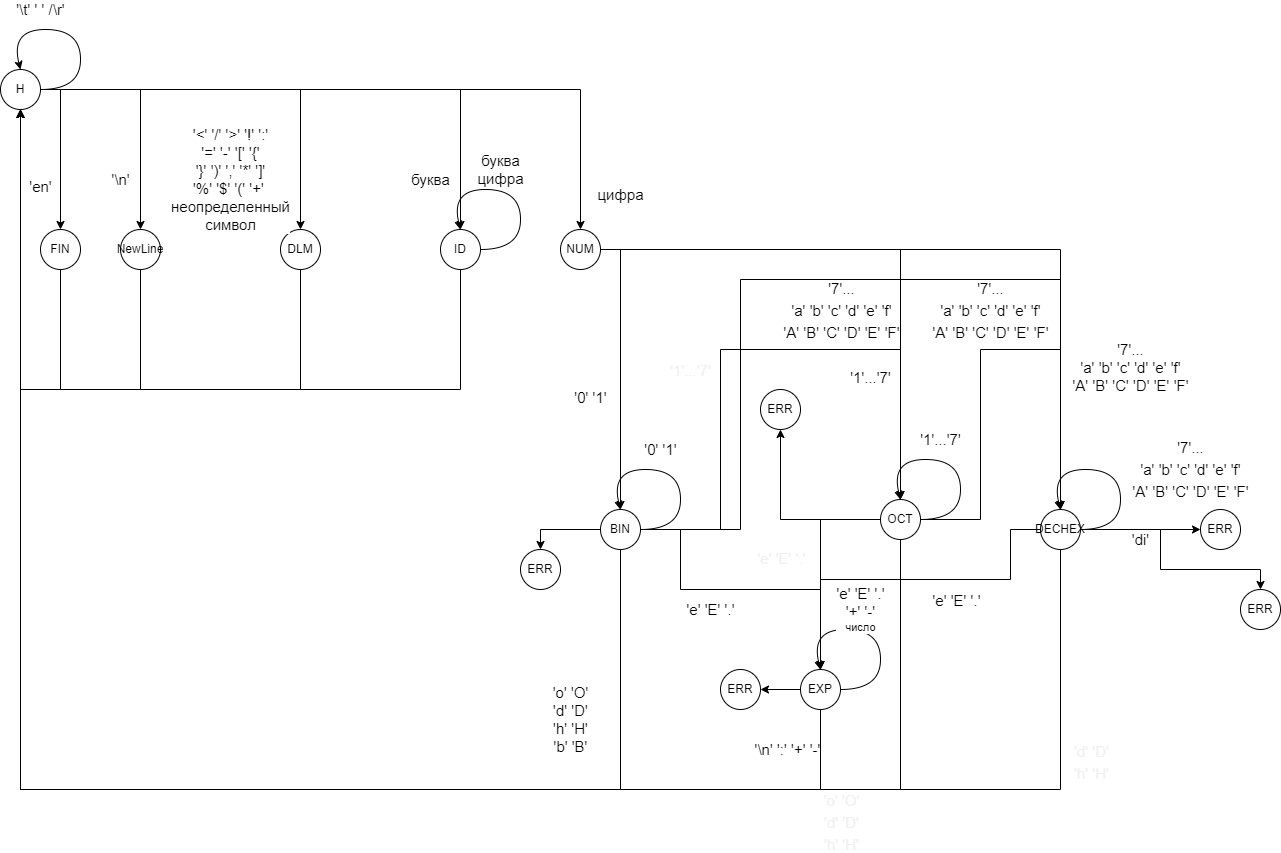 '\t' ' ' /\r'
H
'<' '/' '>' '!' ':'
'=' '-' '[' '{'
'}' ')' ',' '*' ']'
'%' '$' '(' '+'
неопределенный
символ
'en'
'\n'
буква
буква
цифра
цифра
FIN
NewLine
DLM
ID
NUM
'7'...
'a' 'b' 'c' 'd' 'e' 'f'
'A' 'B' 'C' 'D' 'E' 'F'
'7'...
'a' 'b' 'c' 'd' 'e' 'f'
'A' 'B' 'C' 'D' 'E' 'F'
'7'...
'a' 'b' 'c' 'd' 'e' 'f'
'A' 'B' 'C' 'D' 'E' 'F'
'1'...'7'
'1'...'7'
'0' '1'
ERR
'0' '1'
'1'...'7'
'7'...
'a' 'b' 'c' 'd' 'e' 'f'
'A' 'B' 'C' 'D' 'E' 'F'
BIN
OCT
DECHEX
ERR
'di'
ERR
'e' 'E' '.'
ERR
'e' 'E' '.'
'e' 'E' '.'
'+' '-'
число
'e' 'E' '.'
ERR
EXP
'o' 'O'
'd' 'D'
'h' 'H'
'b' 'B'
'\n' ':' '+' '-'
'd' 'D'
'h' 'H'
'o' 'O'
'd' 'D'
'h' 'H'